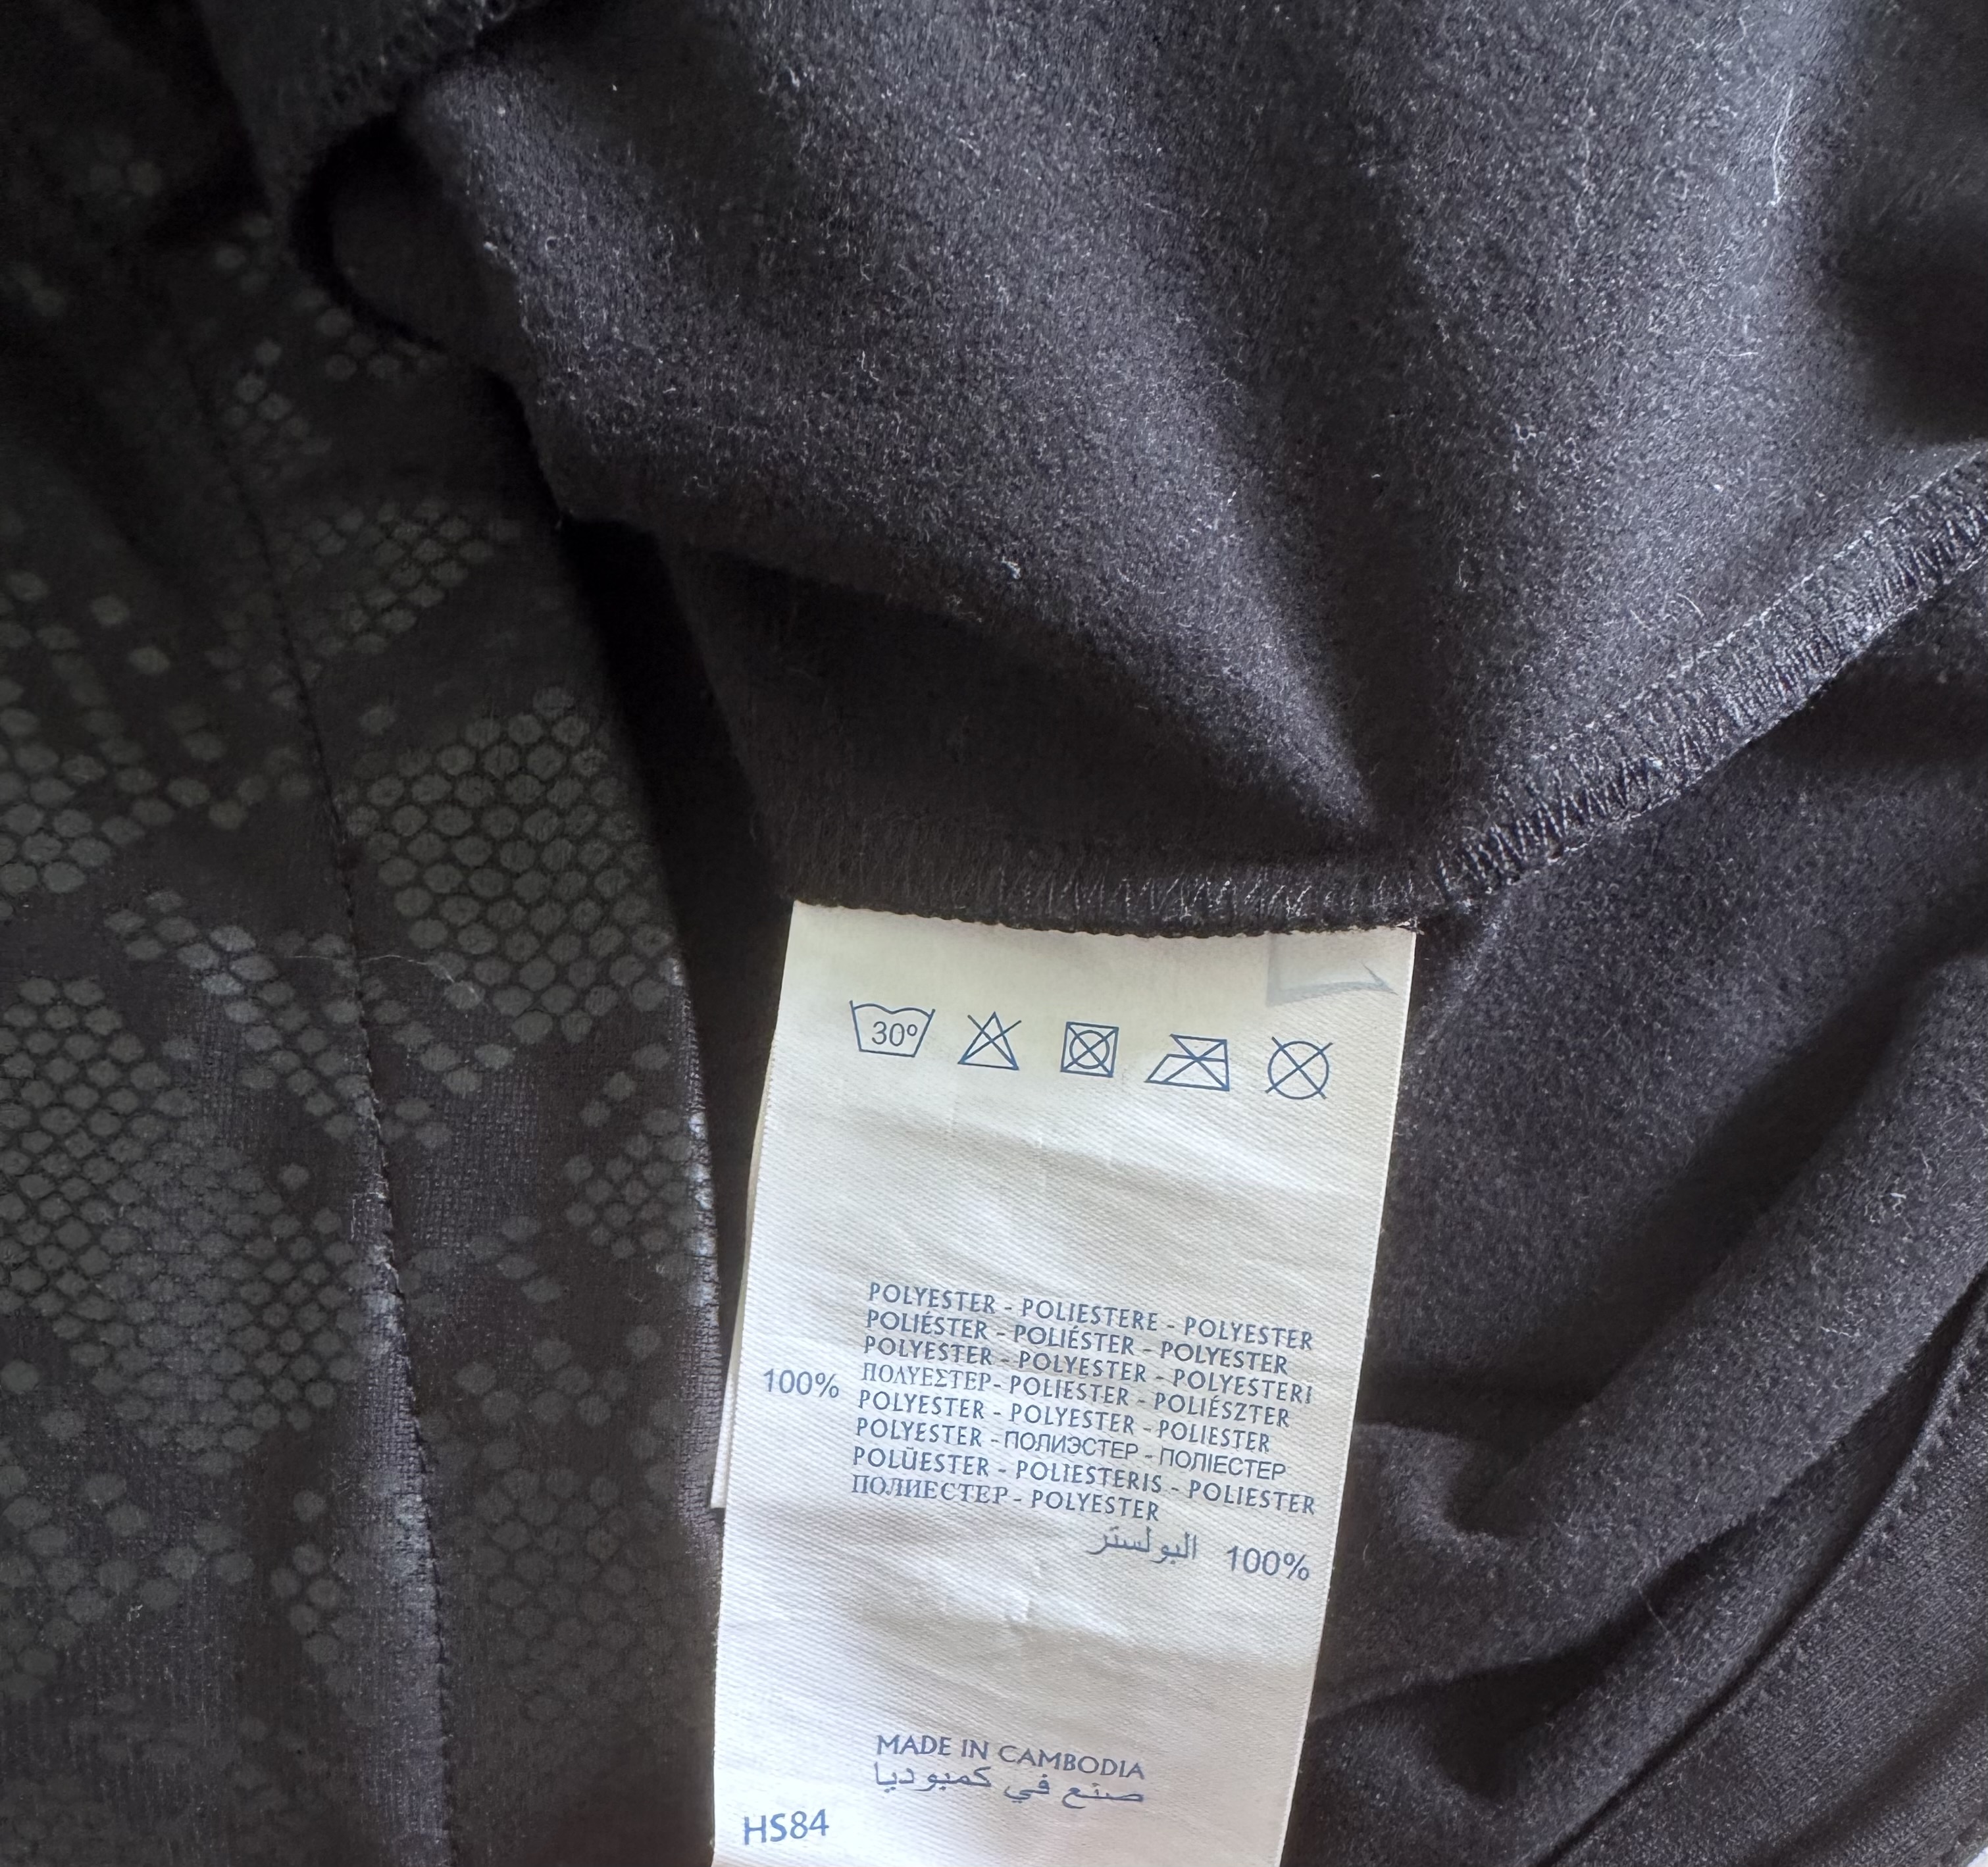 30°
POLYESTER - POLIESTERE - POLYESTER
POLIÉSTER - POLIÉSTER - POLYESTER
POLYESTER - POLYESTER - POLYESTERI
100% ΠΟΛΥΕΣΤΕΡ- POLIESTER - POLIÉSZTER
POLYESTER - POLYESTER - POLIESTER
POLYESTER -ПОЛИЭСТЕР - ПОЛІЕСТЕР
POLÜESTER - POLIESTERIS - POLIESTER
ПОЛИЕСТЕР - POLYESTER
100% البولستر
MADE IN CAMBODIA
صنع في كمبوديا
HS84